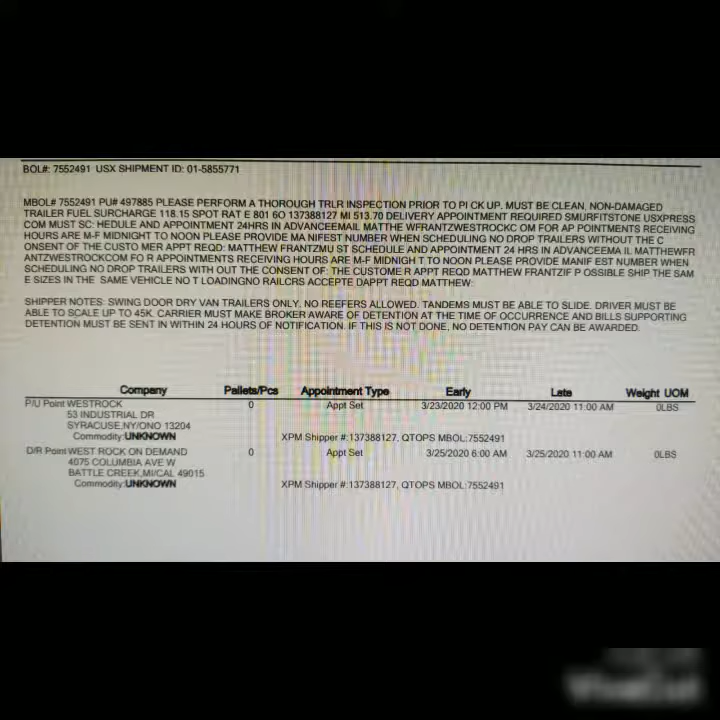 BOL#: 7552491 USX SHIPMENT ID: 01-5855771
MBOL# 7552491 PU# 497885 PLEASE PERFORM A THOROUGH TRLR INSPECTION PRIOR TO PI CK UP. MUST BE CLEAN, NON-DAMAGED
TRAILER FUEL SURCHARGE 118.15 SPOT RAT E 801 6O 137388127 MI 513.70 DELIVERY APPOINTMENT REQUIRED SMURFITSTONE USXPRESS
COM MUST SC: HEDULE AND APPOINTMENT 24HRS IN ADVANCEEMAIL MATTHE WFRANTZWESTROCKC OM FOR AP POINTMENTS RECEIVING
HOURS ARE M-F MIDNIGHT TO NOON PLEASE PROVIDE MA NIFEST NUMBER WHEN SCHEDULING NO DROP TRAILERS WITHOUT THE C
ONSENT OF THE CUSTO MER APPT REQD: MATTHEW FRANTZMU ST SCHEDULE AND APPOINTMENT 24 HRS IN ADVANCEEMA IL MATTHEWFR
ANTZWESTROCKCOM FO R APPOINTMENTS RECEIVING HOURS ARE M-F MIDNIGH T TO NOON PLEASE PROVIDE MANIF EST NUMBER WHEN
SCHEDULING NO DROP TRAILERS WITH OUT THE CONSENT OF: THE CUSTOME R APPT REQD MATTHEW FRANTZIF P OSSIBLE SHIP THE SAM
E SIZES IN THE SAME VEHICLE NO T LOADINGNO RAILCRS ACCEPTE DAPPT REQD MATTHEW:
SHIPPER NOTES: SWING DOOR DRY VAN TRAILERS ONLY. NO REEFERS ALLOWED. TANDEMS MUST BE ABLE TO SLIDE. DRIVER MUST BE
ABLE TO SCALE UP TO 45K. CARRIER MUST MAKE BROKER AWARE OF DETENTION AT THE TIME OF OCCURRENCE AND BILLS SUPPORTING
DETENTION MUST BE SENT IN WITHIN 24 HOURS OF NOTIFICATION. IF THIS IS NOT DONE, NO DETENTION PAY CAN BE AWARDED.
Company Pallets/Pcs Appointment Type Early Late Weight UOM
P/U Point WESTROCK 0 Appt Set 3/23/2020 12:00 PM 3/24/2020 11:00 AM 0LBS
53 INDUSTRIAL DR
SYRACUSE,NY/ONO 13204
Commodity:UNKNOWN XPM Shipper #:137388127, QTOPS MBOL:7552491
D/R Point WEST ROCK ON DEMAND 0 Appt Set 3/25/2020 6:00 AM 3/25/2020 11:00 AM 0LBS
4075 COLUMBIA AVE W
BATTLE CREEK,MI/CAL 49015
Commodity:UNKNOWN XPM Shipper #:137388127, QTOPS MBOL:7552491